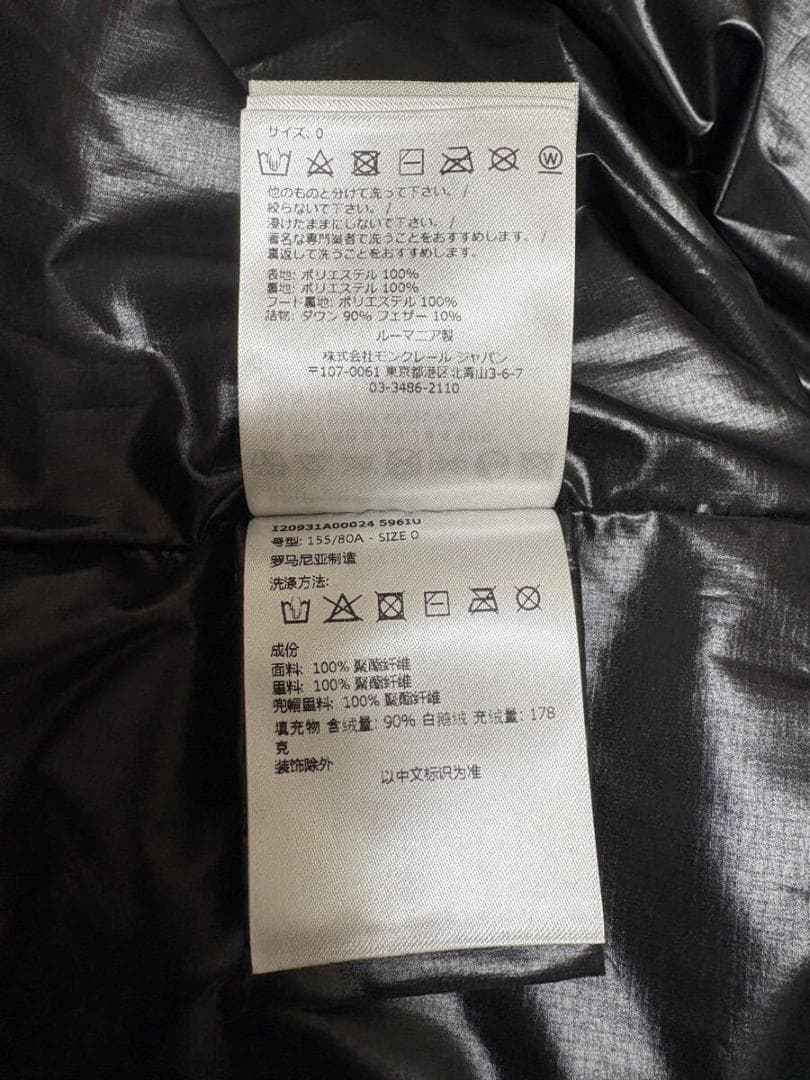 サイズ: 0
W
他のものと分けて洗って下さい。 /
絞らないで下さい。 /
浸けたままにしないで下さい。 /
著名な専門業者で洗うことをおすすめします。 /
裏返して洗うことをおすすめします。
表地: ポリエステル 100%
裏地: ポリエステル 100%
フード裏地: ポリエステル 100%
詰物: ダウン 90% フェザー 10%
ルーマニア製
株式会社モンクレール ジャパン
〒107-0061 東京都港区北青山3-6-7
03-3486-2110
I20931A00024 5961U
号型: 155/80A - SIZE 0
罗马尼亚制造
洗涤方法:
成份
面料: 100% 聚酯纤维
里料: 100% 聚酯纤维
兜帽里料: 100% 聚酯纤维
填充物 含绒量: 90% 白鹅绒 充绒量: 178
克
装饰除外
以中文标识为准